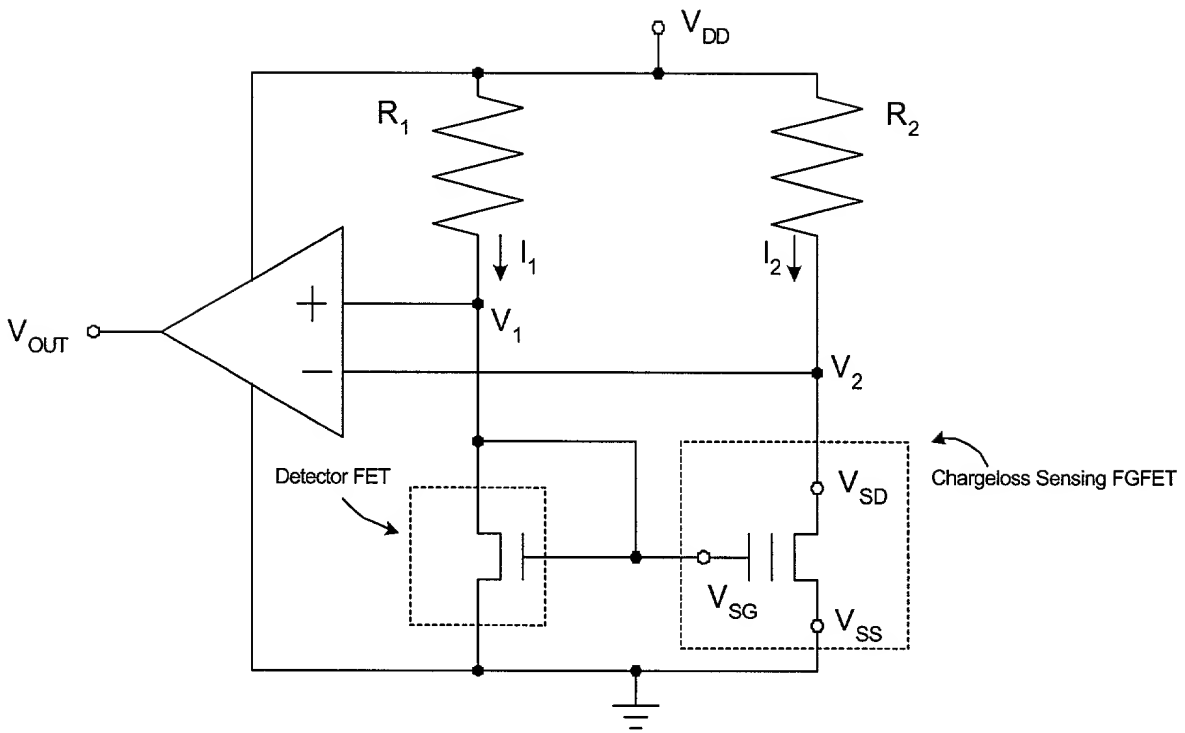 V_DD
R_1
R_2
I_1
I_2
+
V_1
V_OUT
−
V_2
Detector FET
V_SD
Chargeless Sensing FGFET
V_SG
V_SS